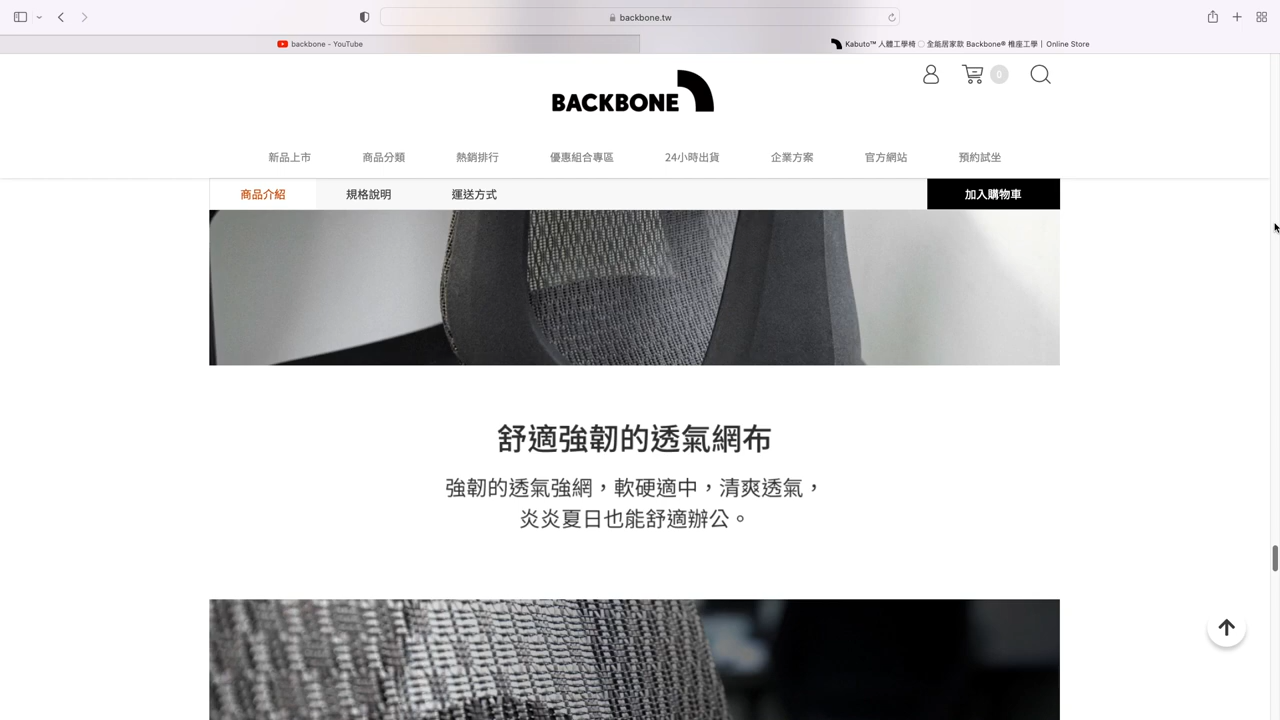 backbone.tw
backbone - YouTube
Kabuto™ 人體工學椅 〇 全能居家款 Backbone® 椎座工學｜ Online Store
BACKBONE
0
新品上市
商品分類
熱銷排行
優惠組合專區
24小時出貨
企業方案
官方網站
預約試坐
商品介紹
規格說明
運送方式
加入購物車
舒適強韌的透氣網布
強韌的透氣強網，軟硬適中，清爽透氣，
炎炎夏日也能舒適辦公。